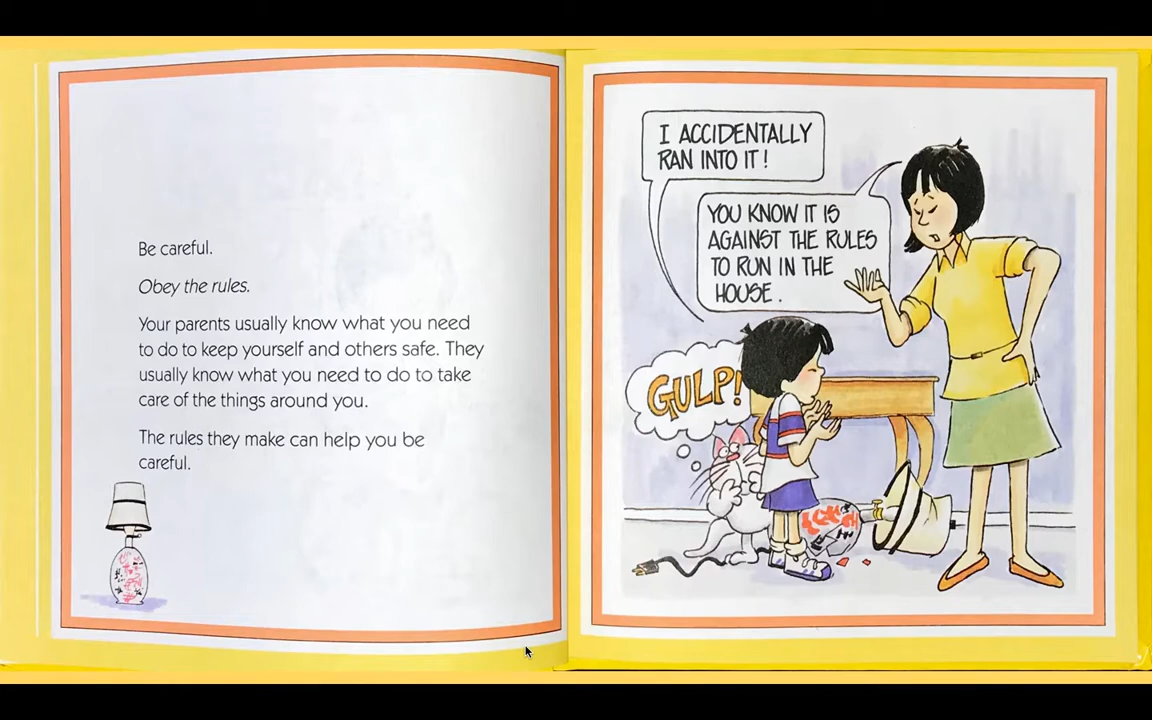 Be careful.
Obey the rules.
Your parents usually know what you need
to do to keep yourself and others safe. They
usually know what you need to do to take
care of the things around you.
The rules they make can help you be
careful.
I ACCIDENTALLY
RAN INTO IT!
YOU KNOW IT IS
AGAINST THE RULES
TO RUN IN THE
HOUSE.
GULP!